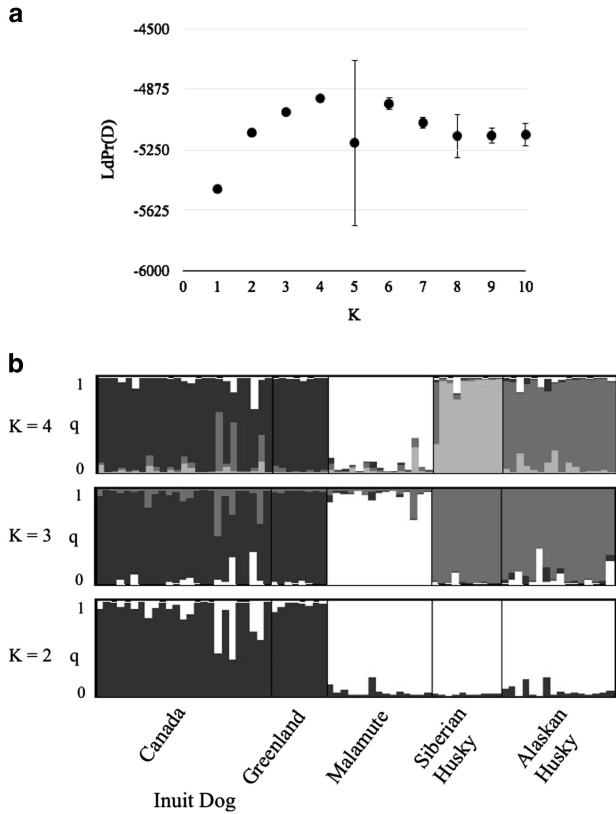 a
-4500
-4875
-5250
-5625
-6000
LdPr(D)
0 1 2 3 4 5 6 7 8 9 10
K
b
K = 4 q 1 0
K = 3 q 1 0
K = 2 q 1 0
Canada
Greenland
Malamute
Siberian
Husky
Alaskan
Husky
Inuit Dog